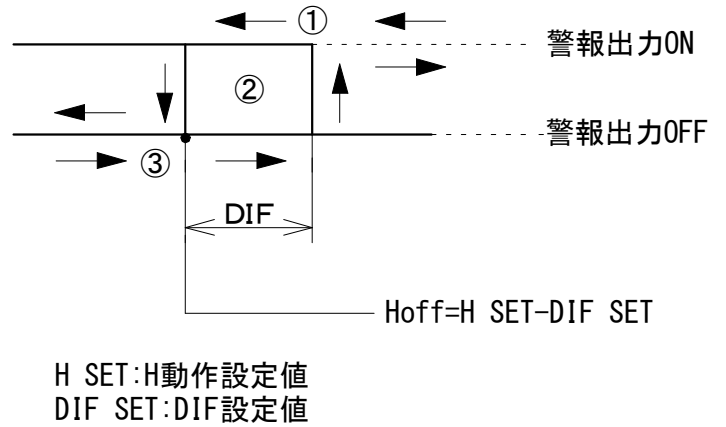 ①
警報出力ON
②
警報出力OFF
③
DIF
Hoff=H SET-DIF SET
H SET:H動作設定値
DIF SET:DIF設定値